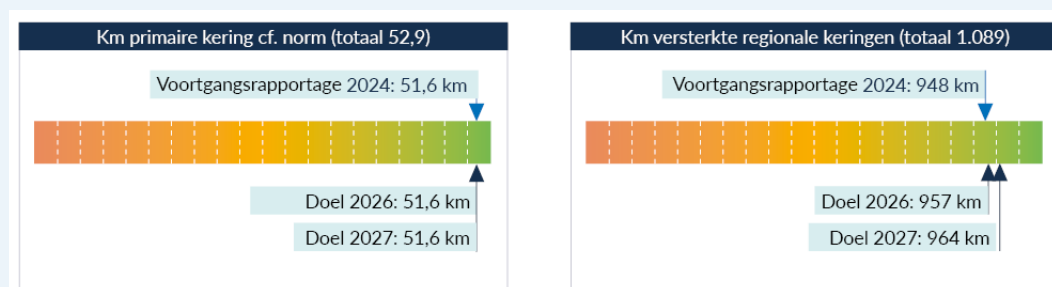 Km primaire kering cf. norm (totaal 52,9)
Voortgangsrapportage 2024: 51,6 km
Doel 2026: 51,6 km
Doel 2027: 51,6 km
Km versterkte regionale keringen (totaal 1.089)
Voortgangsrapportage 2024: 948 km
Doel 2026: 957 km
Doel 2027: 964 km